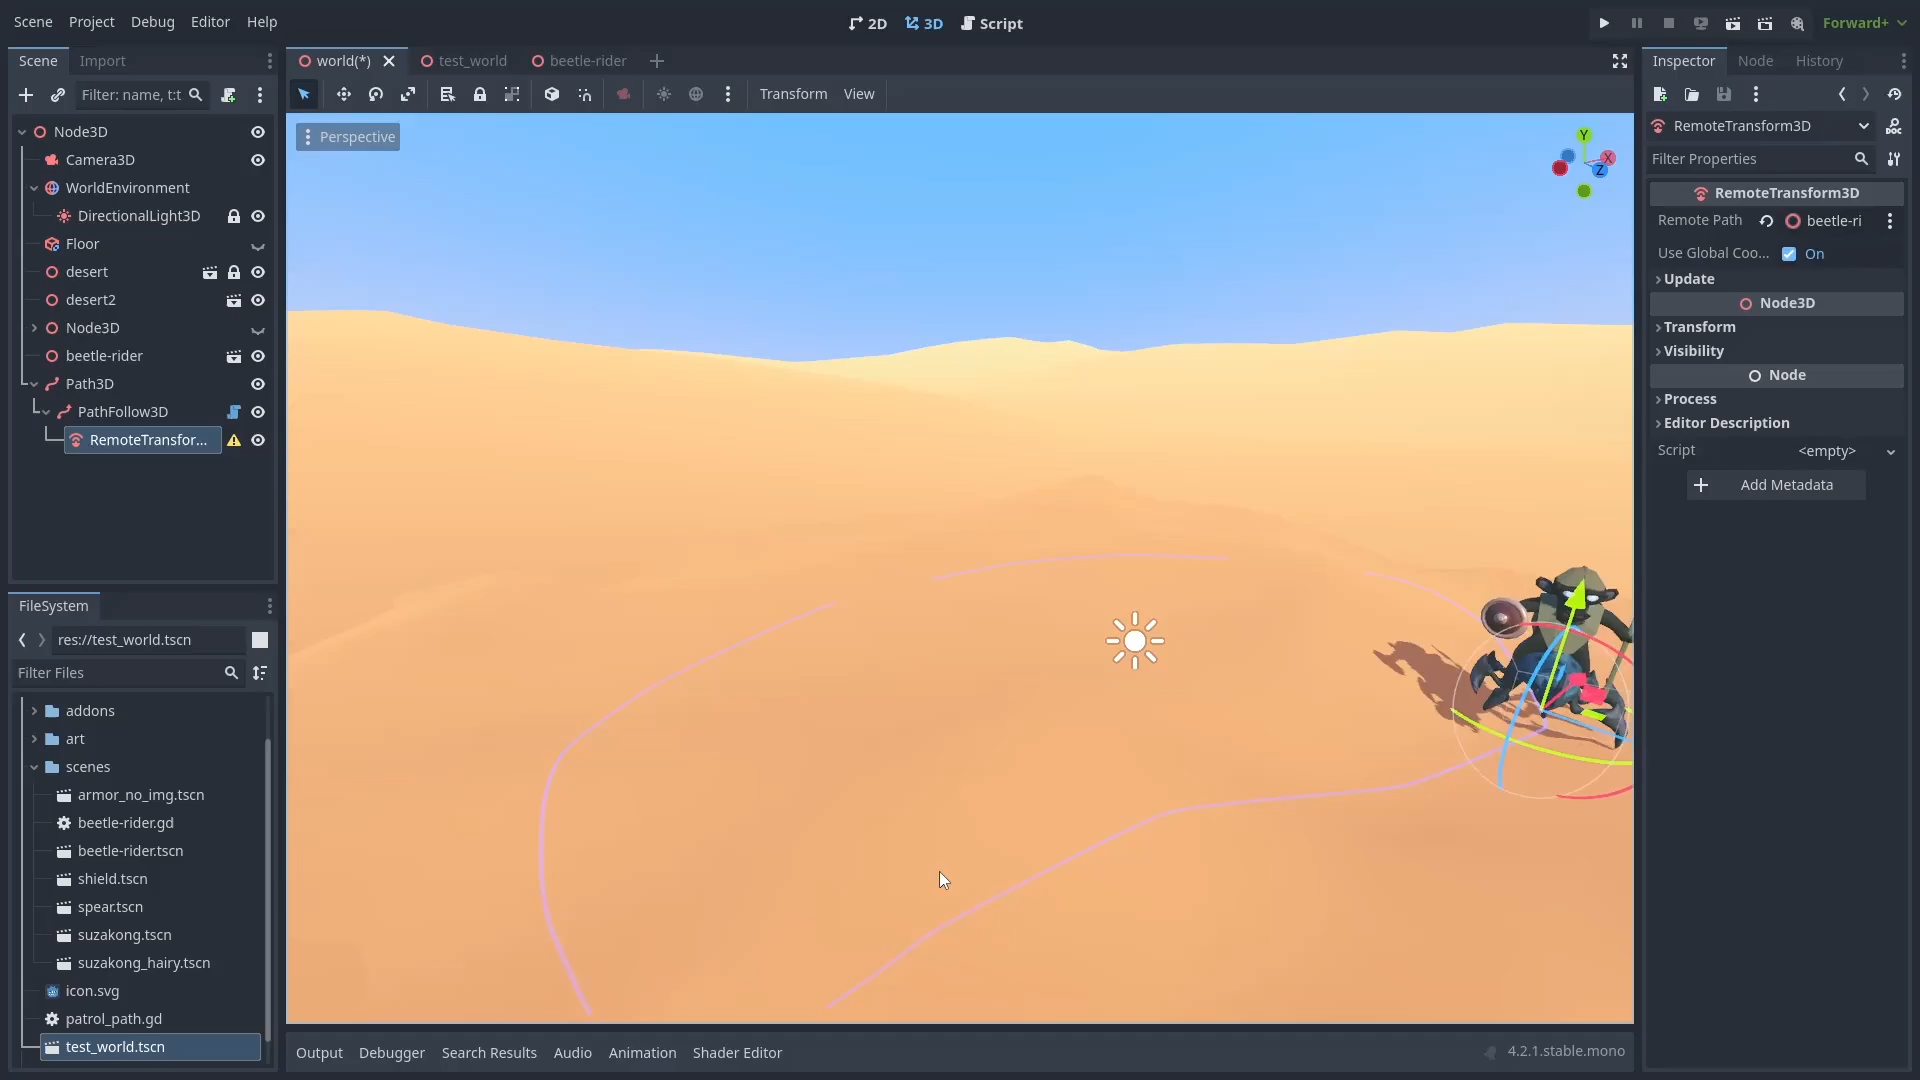 Scene Project Debug Editor Help
2D 3D Script
Forward+
Scene Import
world(*) test_world beetle-rider
Inspector Node History
Filter: name, t:t
Transform View
Node3D
Camera3D
WorldEnvironment
DirectionalLight3D
Floor
desert
desert2
Node3D
beetle-rider
Path3D
PathFollow3D
RemoteTransfor...
Perspective
Y
X
Z
RemoteTransform3D
Filter Properties
RemoteTransform3D
Remote Path beetle-ri
Use Global Coo... On
Update
Node3D
Transform
Visibility
Node
Process
Editor Description
Script <empty>
Add Metadata
FileSystem
res://test_world.tscn
Filter Files
addons
art
scenes
armor_no_img.tscn
beetle-rider.gd
beetle-rider.tscn
shield.tscn
spear.tscn
suzakong.tscn
suzakong_hairy.tscn
icon.svg
patrol_path.gd
test_world.tscn
Output Debugger Search Results Audio Animation Shader Editor
4.2.1.stable.mono